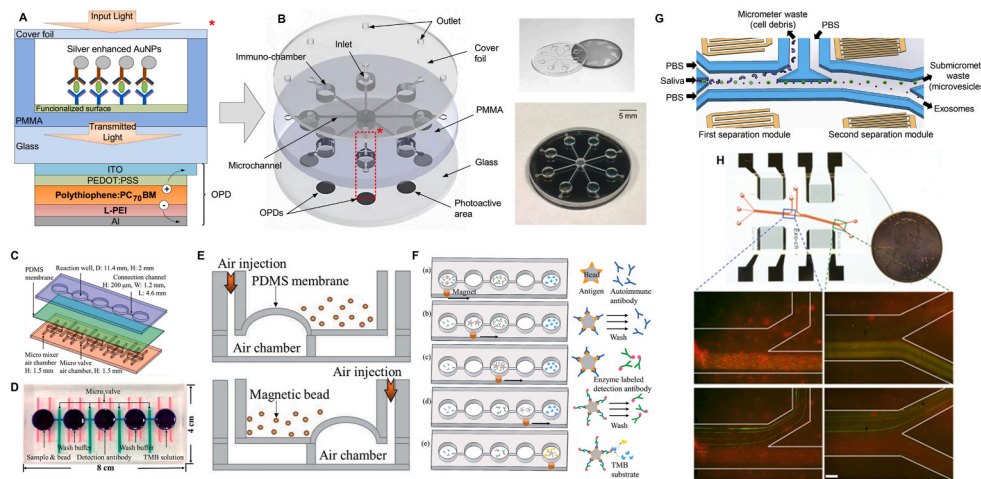 A
Input Light
*
Cover foil
Silver enhanced AuNPs
Funcionalized surface
PMMA
Transmitted
Light
Glass
ITO
PEDOT:PSS
Polythiophene:PC70BM
L-PEI
Al
+
-
OPD
B
Outlet
Inlet
Immuno-chamber
Cover
foil
PMMA
*
Microchannel
Glass
OPDs
Photoactive
area
5 mm
C
Reaction well, D: 11.4 mm, H: 2 mm
PDMS
membrane
Connection channel
H: 200 μm, W: 1.2 mm,
L: 4.6 mm
Micro mixer
air chamber
H: 1.5 mm
Micro valve
air chamber, H: 1.5 mm
D
Micro valve
Wash buffer
Wash buffer
Sample & bead
Detection antibody
TMB solution
4 cm
8 cm
E
Air injection
PDMS membrane
Air chamber
Air injection
Magnetic bead
Air chamber
F
(a)
Magnet
Bead
Antigen
Autoimmune
antibody
(b)
Wash
(c)
Enzyme labeled
detection antibody
(d)
Wash
(e)
TMB
substrate
G
Micrometer waste
(cell debris)
PBS
PBS
Saliva
PBS
Submicrometer
waste
(microvesicles)
Exosomes
First separation module
Second separation module
H